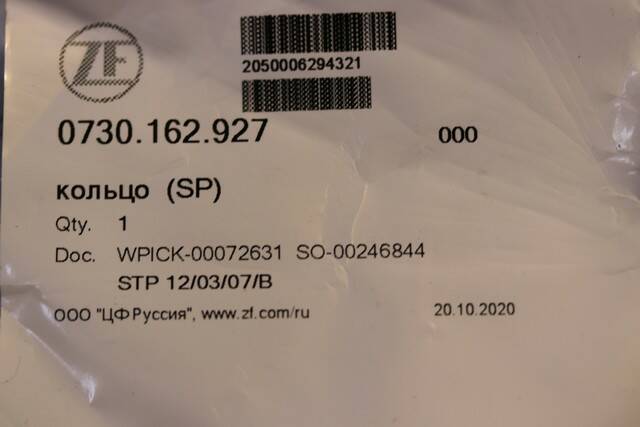 ZF
2050006294321
0730.162.927 000
кольцо (SP)
Qty. 1
Doc. WPICK-00072631 SO-00246844
STP 12/03/07/B
ООО "ЦФ Руссия", www.zf.com/ru 20.10.2020